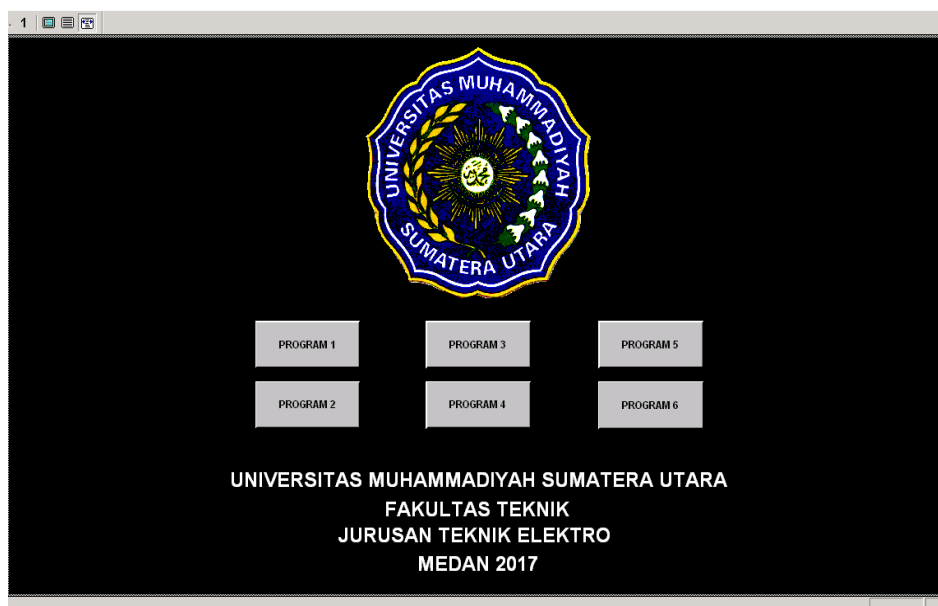 1
UNIVERSITAS MUHAMMADIYAH
SUMATERA UTARA
PROGRAM 1
PROGRAM 3
PROGRAM 5
PROGRAM 2
PROGRAM 4
PROGRAM 6
UNIVERSITAS MUHAMMADIYAH SUMATERA UTARA
FAKULTAS TEKNIK
JURUSAN TEKNIK ELEKTRO
MEDAN 2017